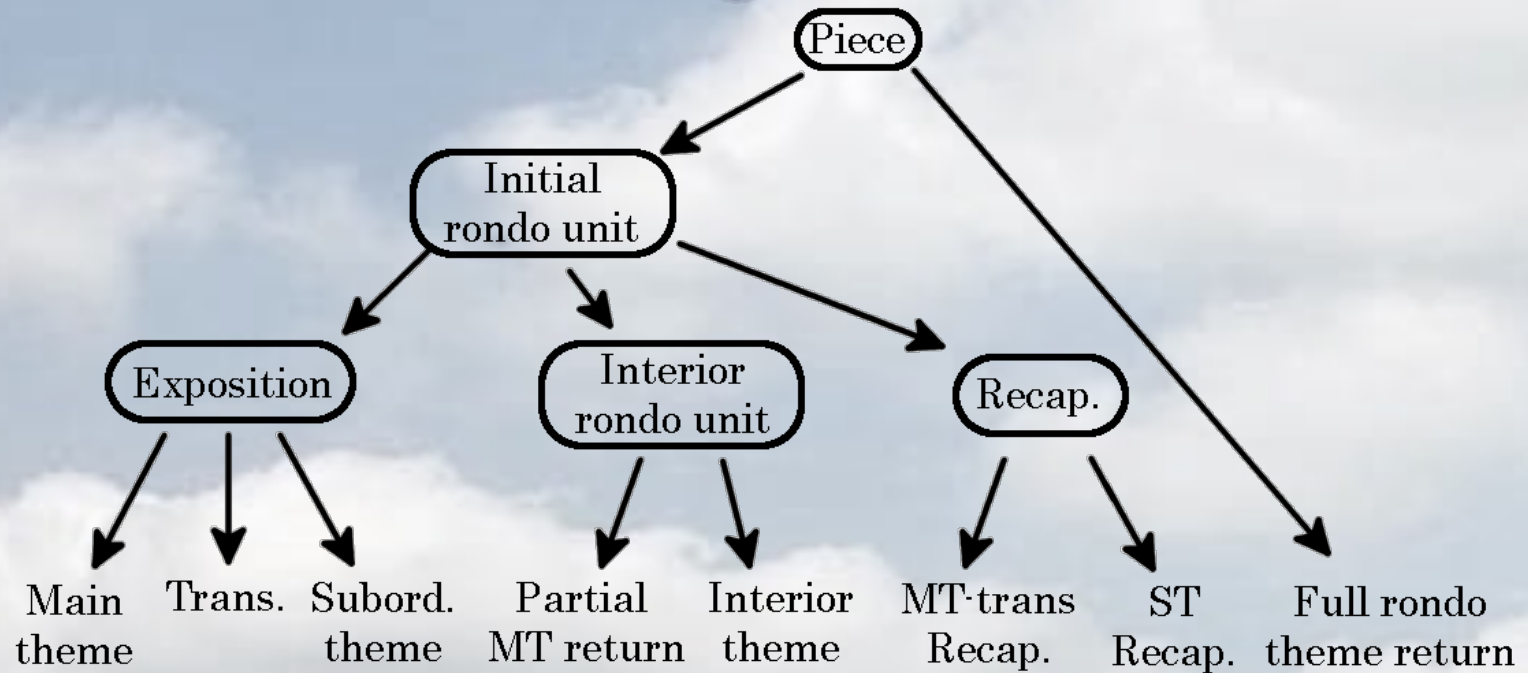 Piece
Initial
rondo unit
Exposition
Interior
rondo unit
Recap.
Main
theme
Trans.
Subord.
theme
Partial
MT return
Interior
theme
MT-trans
Recap.
ST
Recap.
Full rondo
theme return